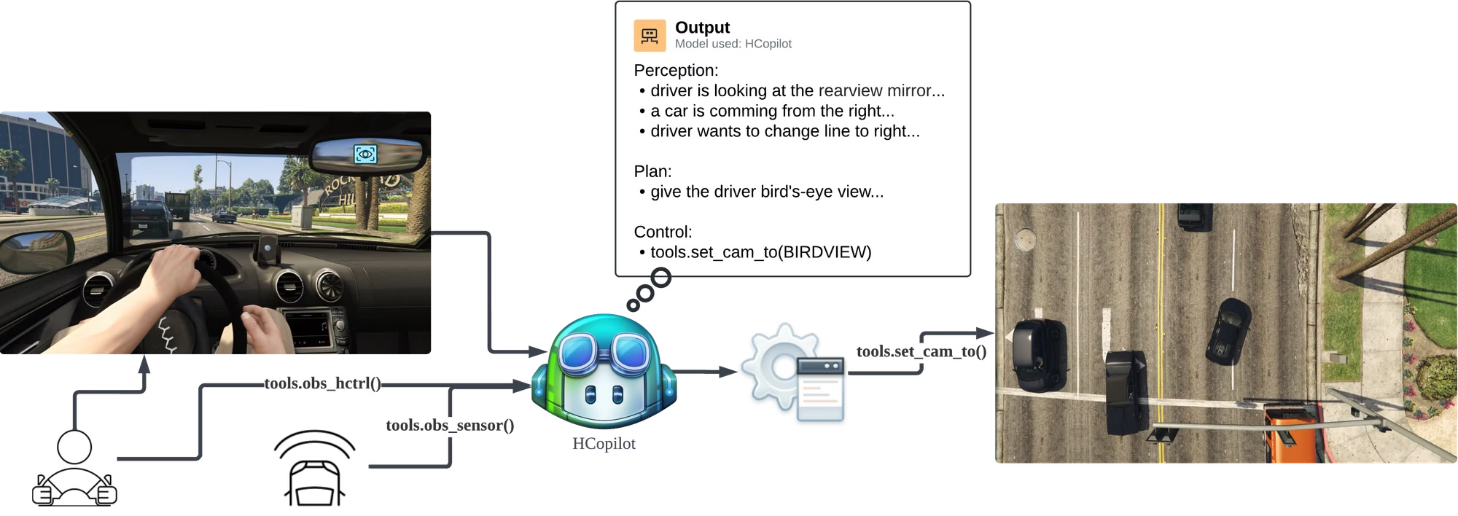 Output
Model used: HCopilot
Perception:
• driver is looking at the rearview mirror...
• a car is comming from the right...
• driver wants to change line to right...
Plan:
• give the driver bird's-eye view...
Control:
• tools.set_cam_to(BIRDVIEW)
ROCK
HIL
tools.obs_hctrl()
tools.obs_sensor()
HCopilot
tools.set_cam_to()